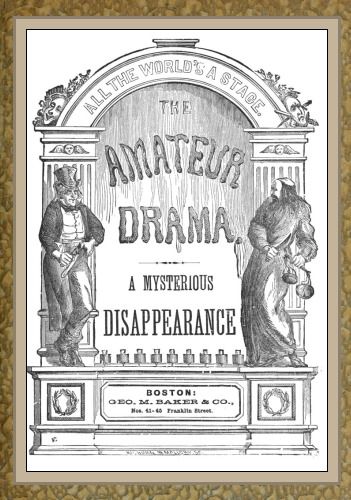 ALL THE WORLD'S A STAGE.
THE
AMATEUR
DRAMA.
A MYSTERIOUS
DISAPPEARANCE
BOSTON:
GEO. M. BAKER & CO.,
Nos. 41-45 Franklin Street.